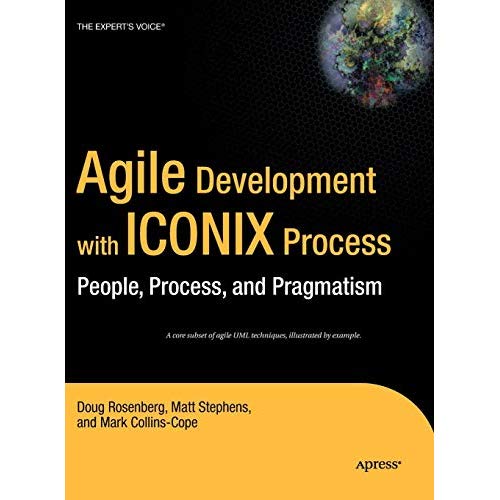 THE EXPERT'S VOICE®
Agile Development
with ICONIX Process
People, Process, and Pragmatism
A core subset of agile UML techniques, illustrated by example.
Doug Rosenberg, Matt Stephens,
and Mark Collins-Cope
Apress®